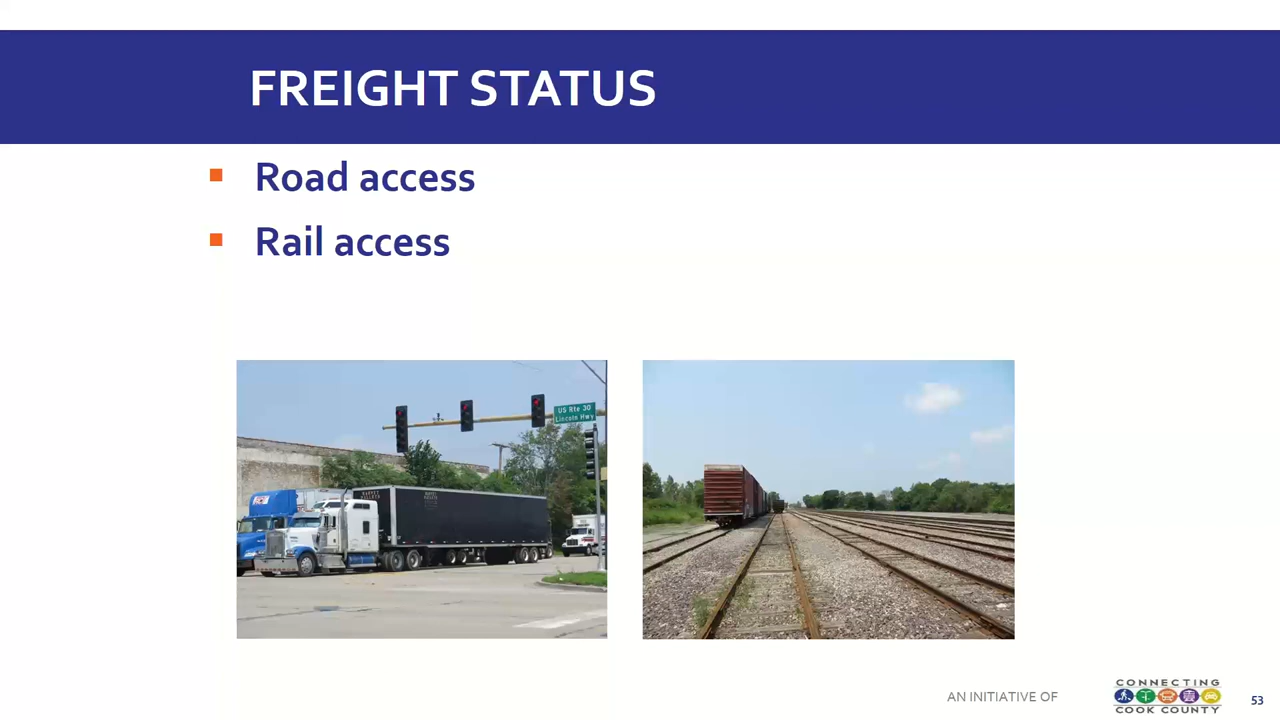 FREIGHT STATUS
Road access
Rail access
US Rte 30
Lincoln Hwy
AN INITIATIVE OF
CONNECTING
COOK COUNTY
53